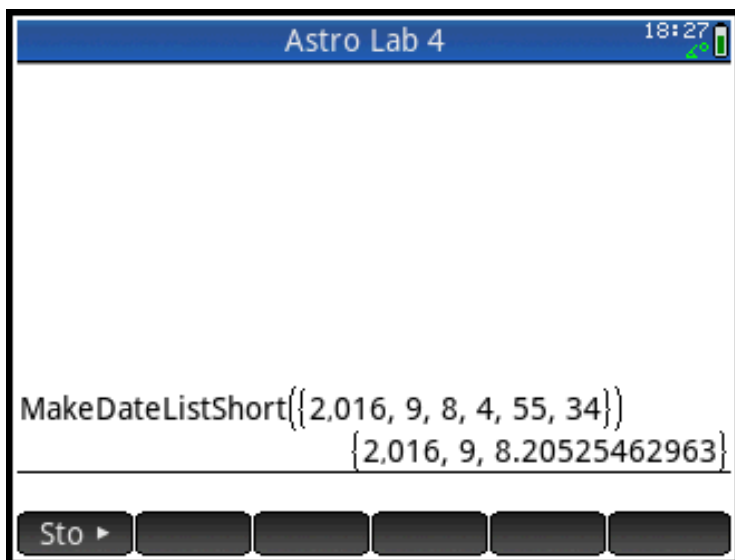 Astro Lab 4 18:27
∡°
MakeDateListShort({2,016, 9, 8, 4, 55, 34})
{2,016, 9, 8.20525462963}
Sto ►